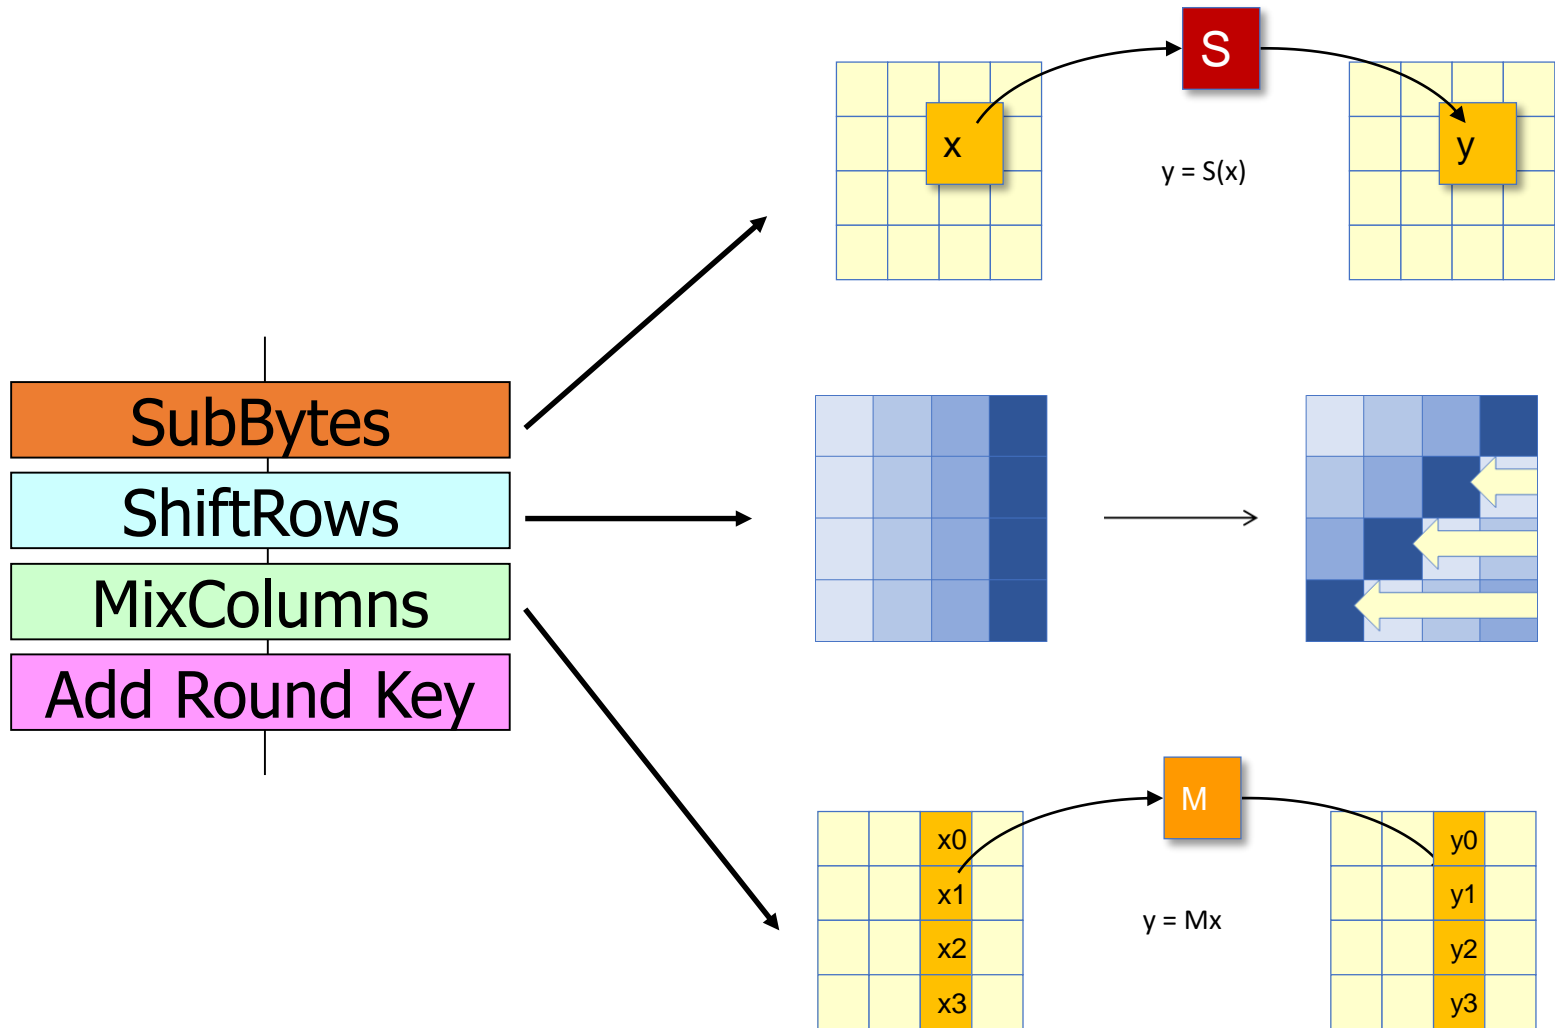 SubBytes
ShiftRows
MixColumns
Add Round Key
S
x
y
y = S(x)
M
x0
x1
x2
x3
y = Mx
y0
y1
y2
y3